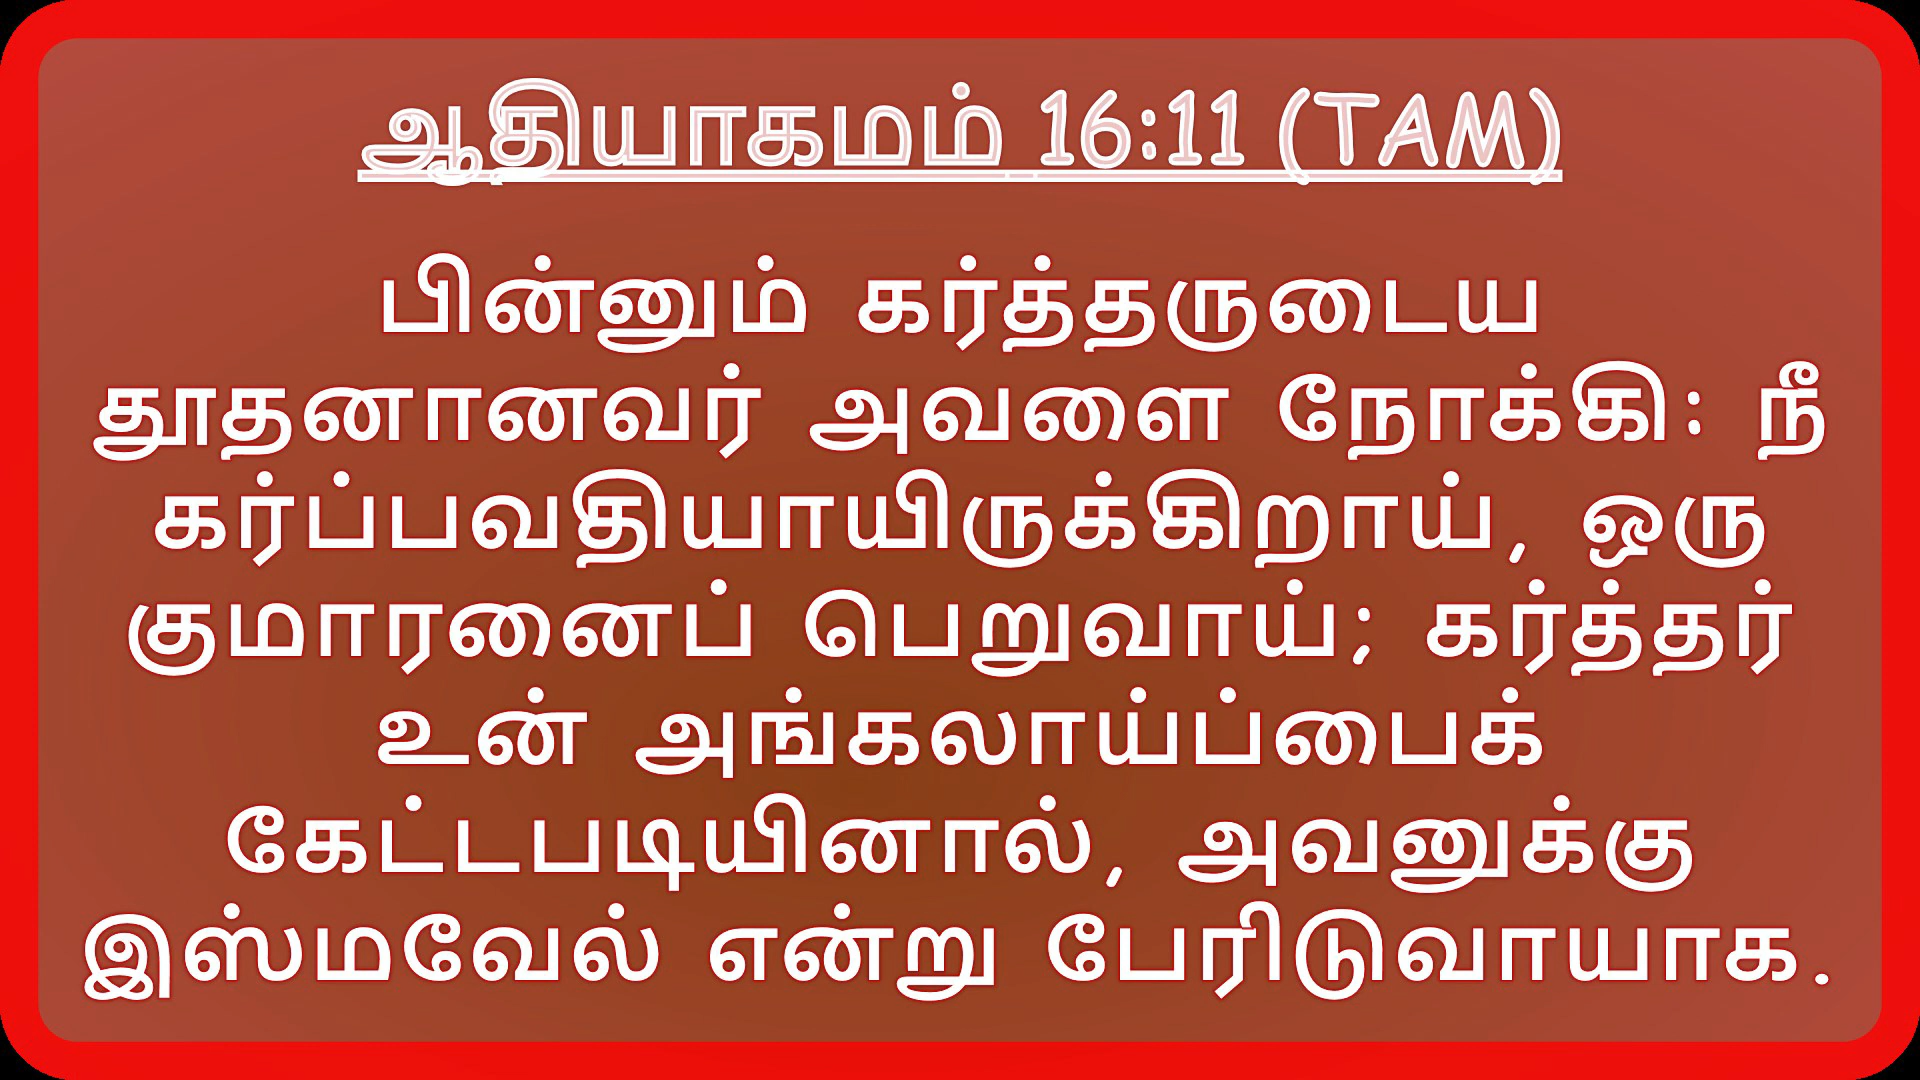 ஆதியாகமம் 16:11 (TAM)
பின்னும் கர்த்தருடைய
தூதனானவர் அவளை நோக்கி: நீ
கர்ப்பவதியாயிருக்கிறாய், ஒரு
குமாரனைப் பெறுவாய்; கர்த்தர்
உன் அங்கலாய்ப்பைக்
கேட்டபடியினால், அவனுக்கு
இஸ்மவேல் என்று பேரிடுவாயாக.